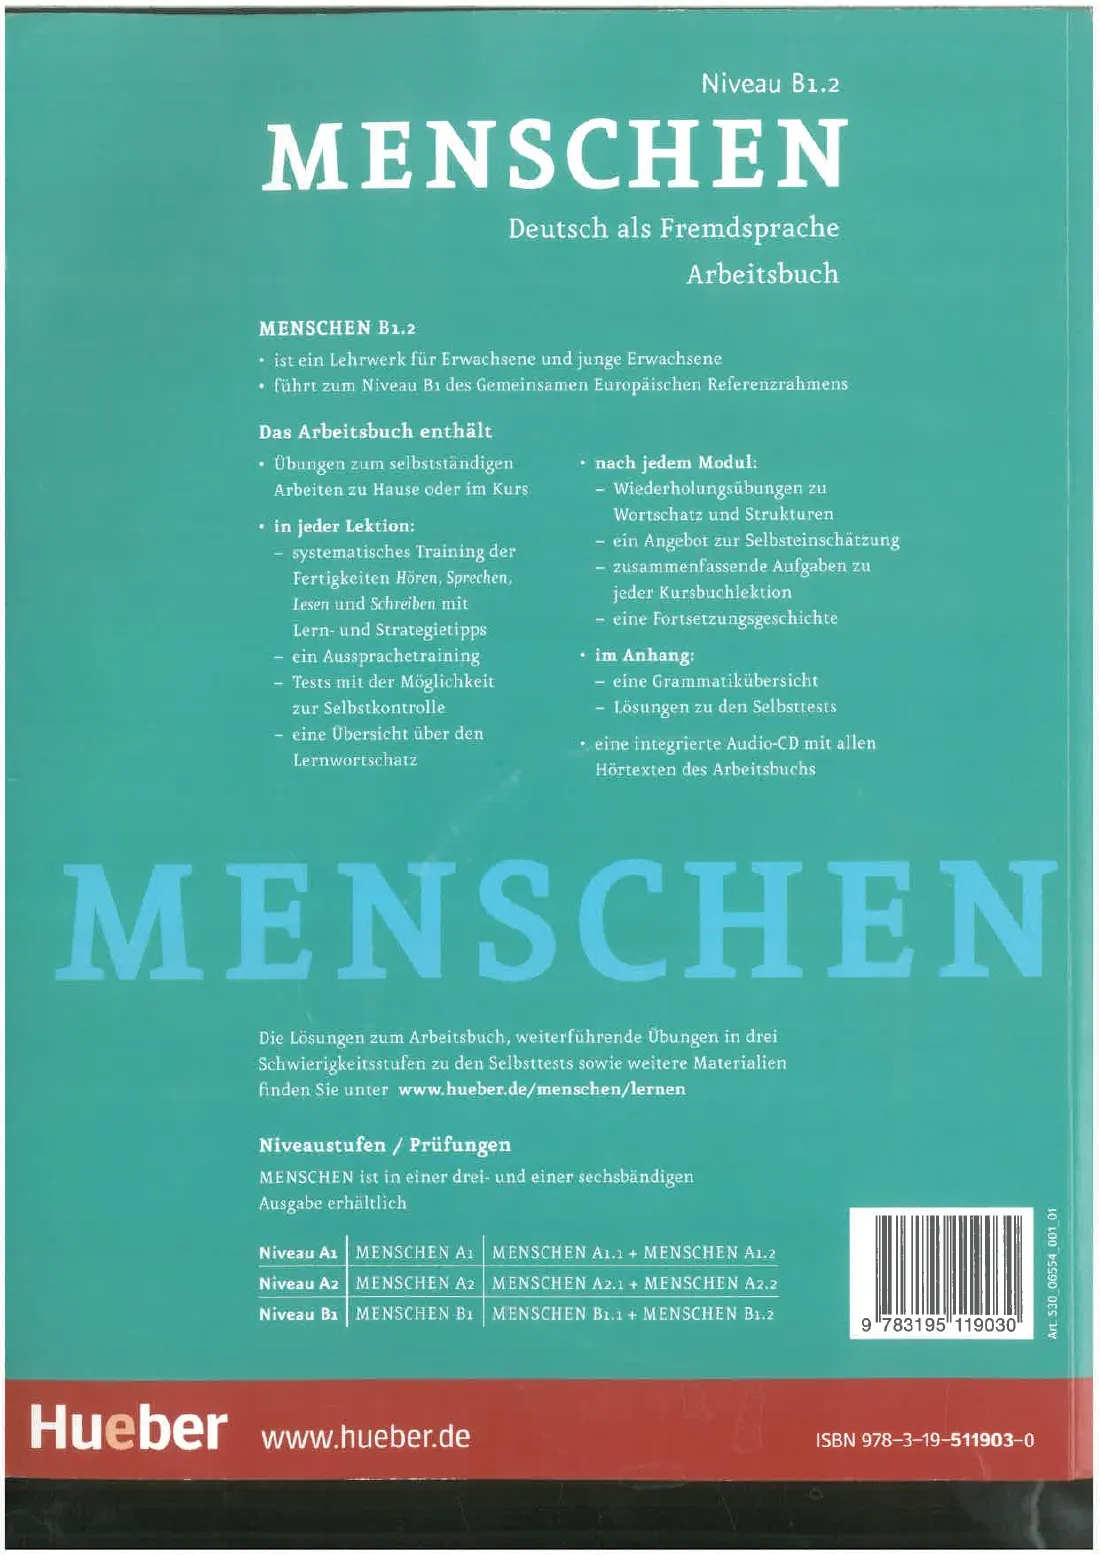 Niveau B1.2
MENSCHEN
Deutsch als Fremdsprache
Arbeitsbuch
MENSCHEN B1.2
• ist ein Lehrwerk für Erwachsene und junge Erwachsene
• führt zum Niveau B1 des Gemeinsamen Europäischen Referenzrahmens
Das Arbeitsbuch enthält
• Übungen zum selbstständigen
Arbeiten zu Hause oder im Kurs
• in jeder Lektion:
– systematisches Training der
Fertigkeiten Hören, Sprechen,
Lesen und Schreiben mit
Lern- und Strategietipps
– ein Aussprachetraining
– Tests mit der Möglichkeit
zur Selbstkontrolle
– eine Übersicht über den
Lernwortschatz
• nach jedem Modul:
– Wiederholungsübungen zu
Wortschatz und Strukturen
– ein Angebot zur Selbsteinschätzung
– zusammenfassende Aufgaben zu
jeder Kursbuchlektion
– eine Fortsetzungsgeschichte
• im Anhang:
– eine Grammatikübersicht
– Lösungen zu den Selbsttests
• eine integrierte Audio-CD mit allen
Hörtexten des Arbeitsbuchs
MENSCHEN
Die Lösungen zum Arbeitsbuch, weiterführende Übungen in drei
Schwierigkeitsstufen zu den Selbsttests sowie weitere Materialien
finden Sie unter www.hueber.de/menschen/lernen
Niveaustufen / Prüfungen
MENSCHEN ist in einer drei- und einer sechsbändigen
Ausgabe erhältlich
Niveau A1 MENSCHEN A1 MENSCHEN A1.1 + MENSCHEN A1.2
Niveau A2 MENSCHEN A2 MENSCHEN A2.1 + MENSCHEN A2.2
Niveau B1 MENSCHEN B1 MENSCHEN B1.1 + MENSCHEN B1.2
9 783195 119030
Art. 530_06554_001_01
Hueber
www.hueber.de
ISBN 978-3-19-511903-0